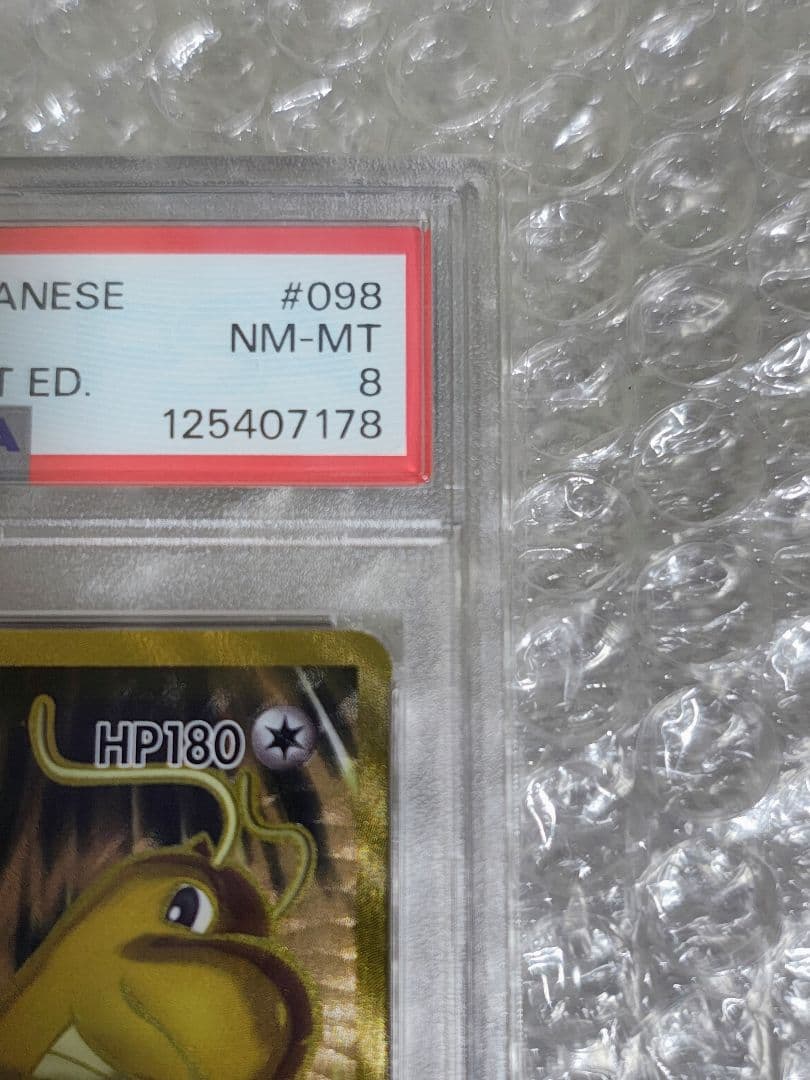 ANESE #098
NM-MT
T ED. 8
A 125407178
HP180